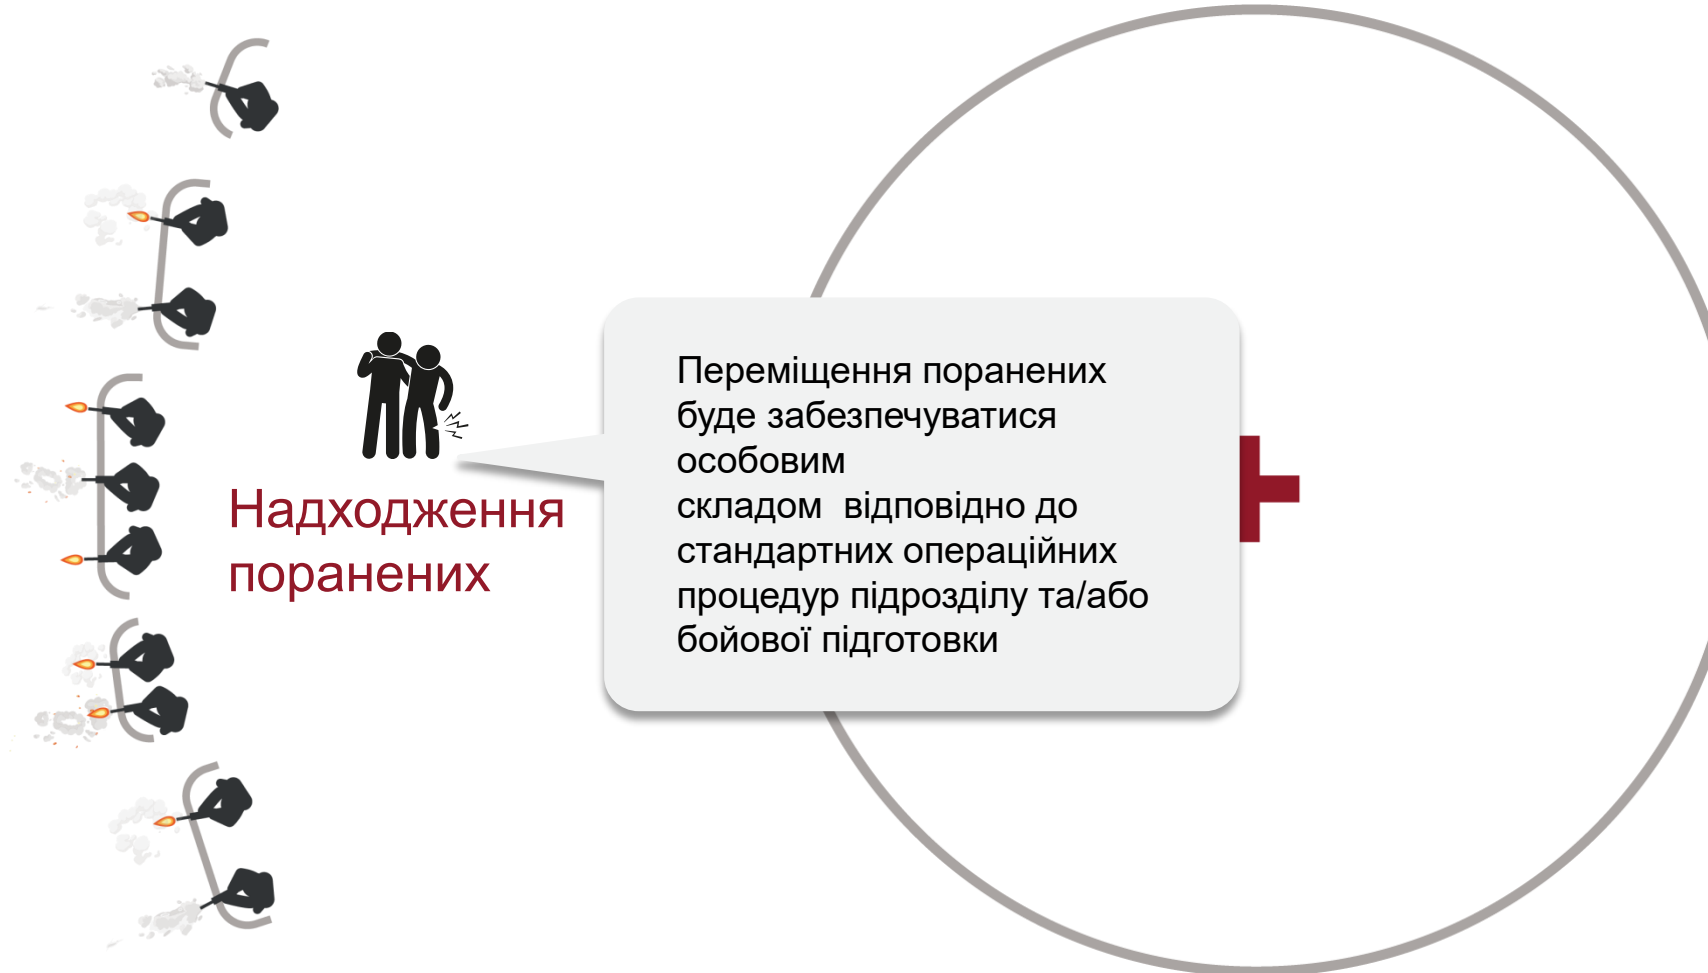 Надходження
поранених
Переміщення поранених
буде забезпечуватися
особовим
складом  відповідно до
стандартних операційних
процедур підрозділу та/або
бойової підготовки